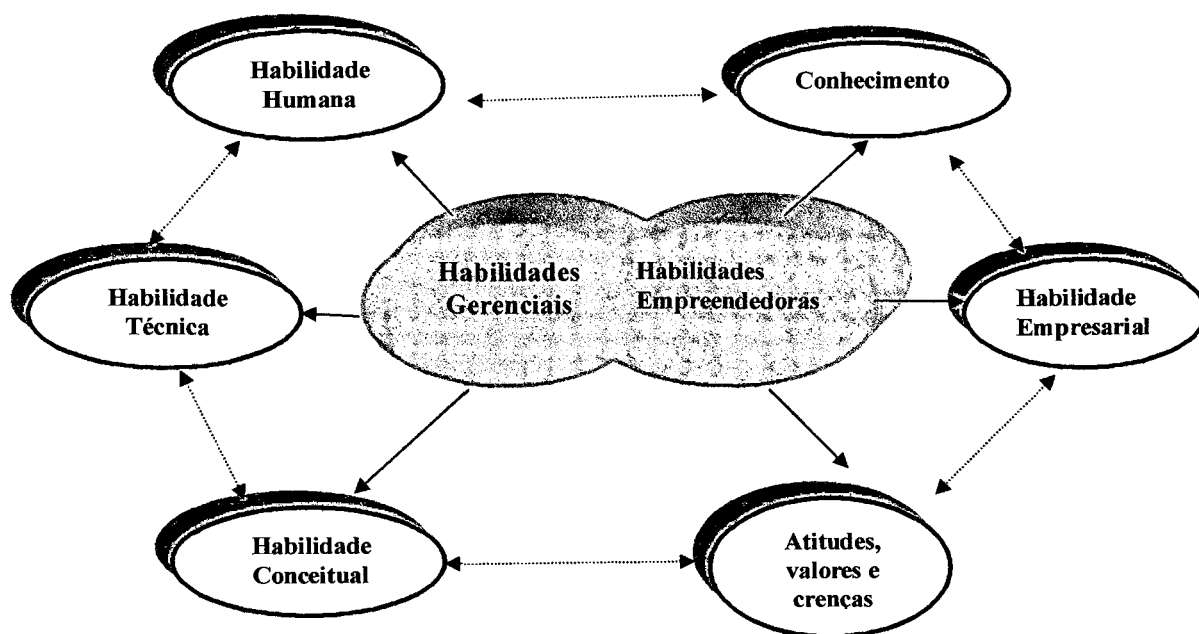 Habilidade
Humana
Conhecimento
Habilidades
Gerenciais
Habilidades
Empreendedoras
Habilidade
Técnica
Habilidade
Empresarial
Habilidade
Conceitual
Atitudes,
valores e
crenças